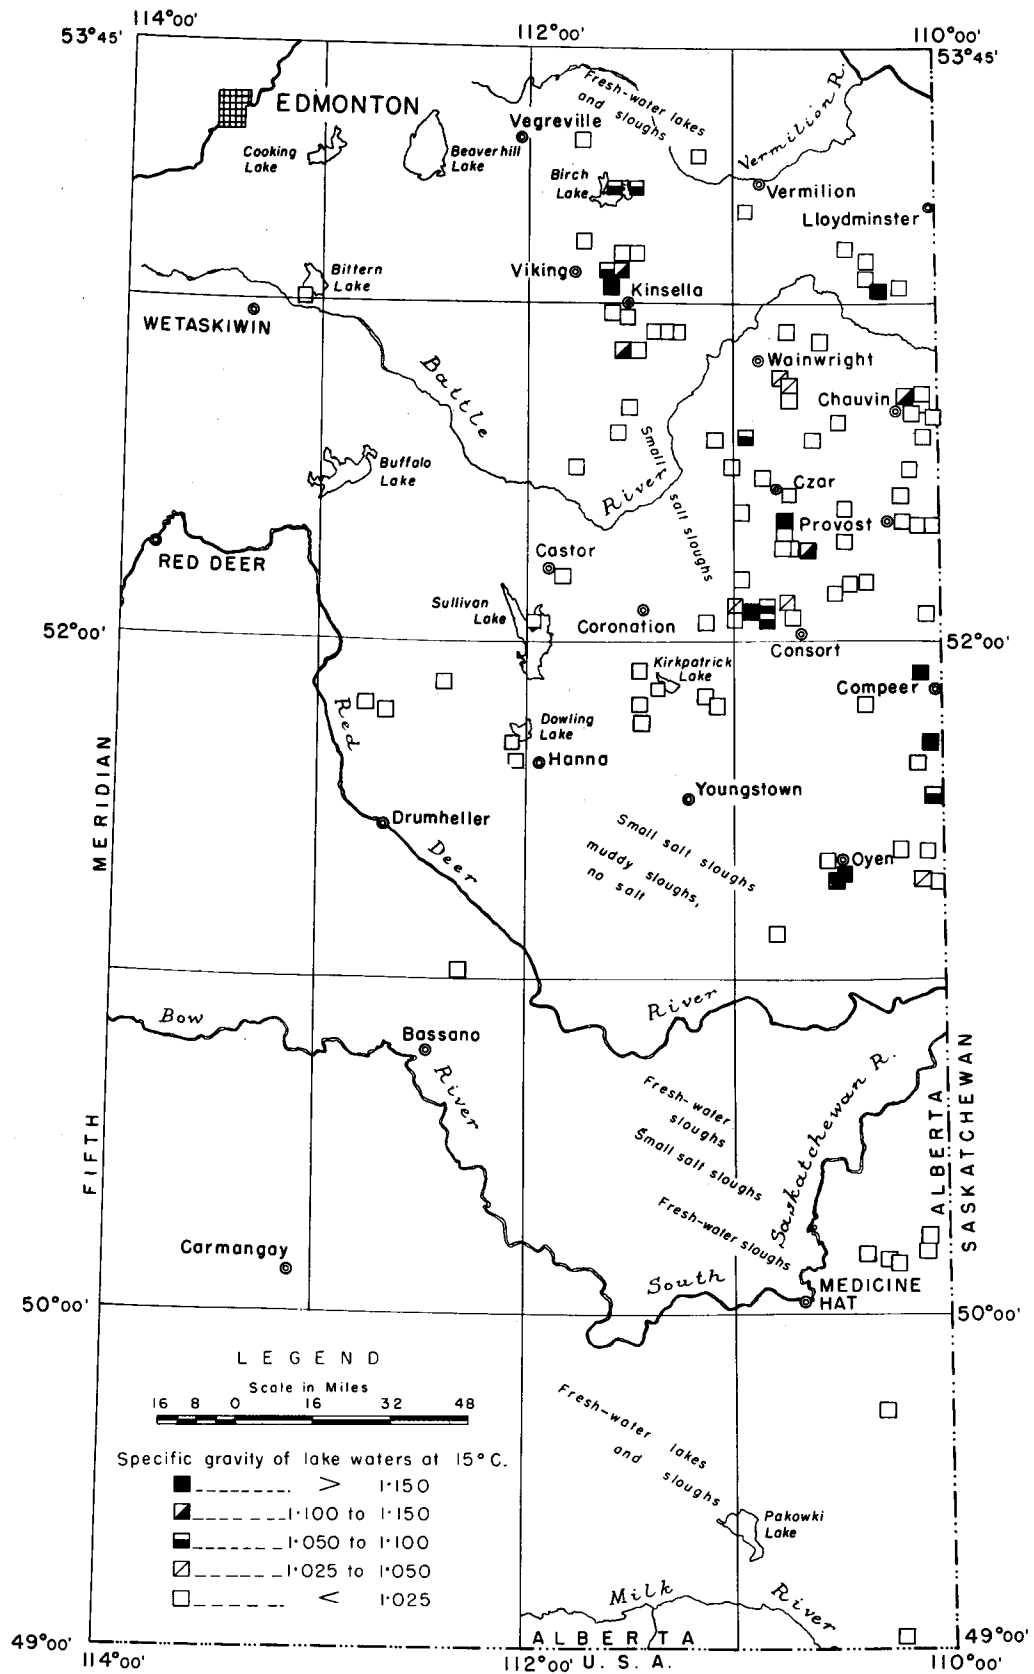 114°00'
112°00'
110°00'
53°45'
53°45'
EDMONTON
Fresh-water lakes
and sloughs
Vermilion R.
Vegreville
Cooking
Lake
Beaverhill
Lake
Birch
Lake
Vermilion
Lloydminster
Bittern
Lake
Viking
Kinsella
WETASKIWIN
Battle
River
Wainwright
Chauvin
Small
salt sloughs
Buffalo
Lake
Czar
Provost
RED DEER
Castor
Sullivan
Lake
Coronation
Consort
52°00'
52°00'
Kirkpatrick
Lake
Compeer
Red
Deer
River
Dowling
Lake
Hanna
Youngstown
MERIDIAN
Drumheller
Small salt sloughs
muddy sloughs,
no salt
Oyen
Bow
River
Bassano
Fresh-water
sloughs
Small salt sloughs
Fresh-water sloughs
Saskatchewan R.
ALBERTA
SASKATCHEWAN
FIFTH
Carmangay
South
MEDICINE
HAT
50°00'
50°00'
LEGEND
Scale in Miles
16 8 0 16 32 48
Specific gravity of lake waters at 15°C.
> 1·150
1·100 to 1·150
1·050 to 1·100
1·025 to 1·050
< 1·025
Fresh-water lakes
and sloughs
Pakowki
Lake
Milk River
ALBERTA
U. S. A.
49°00'
49°00'
114°00'
112°00'
110°00'